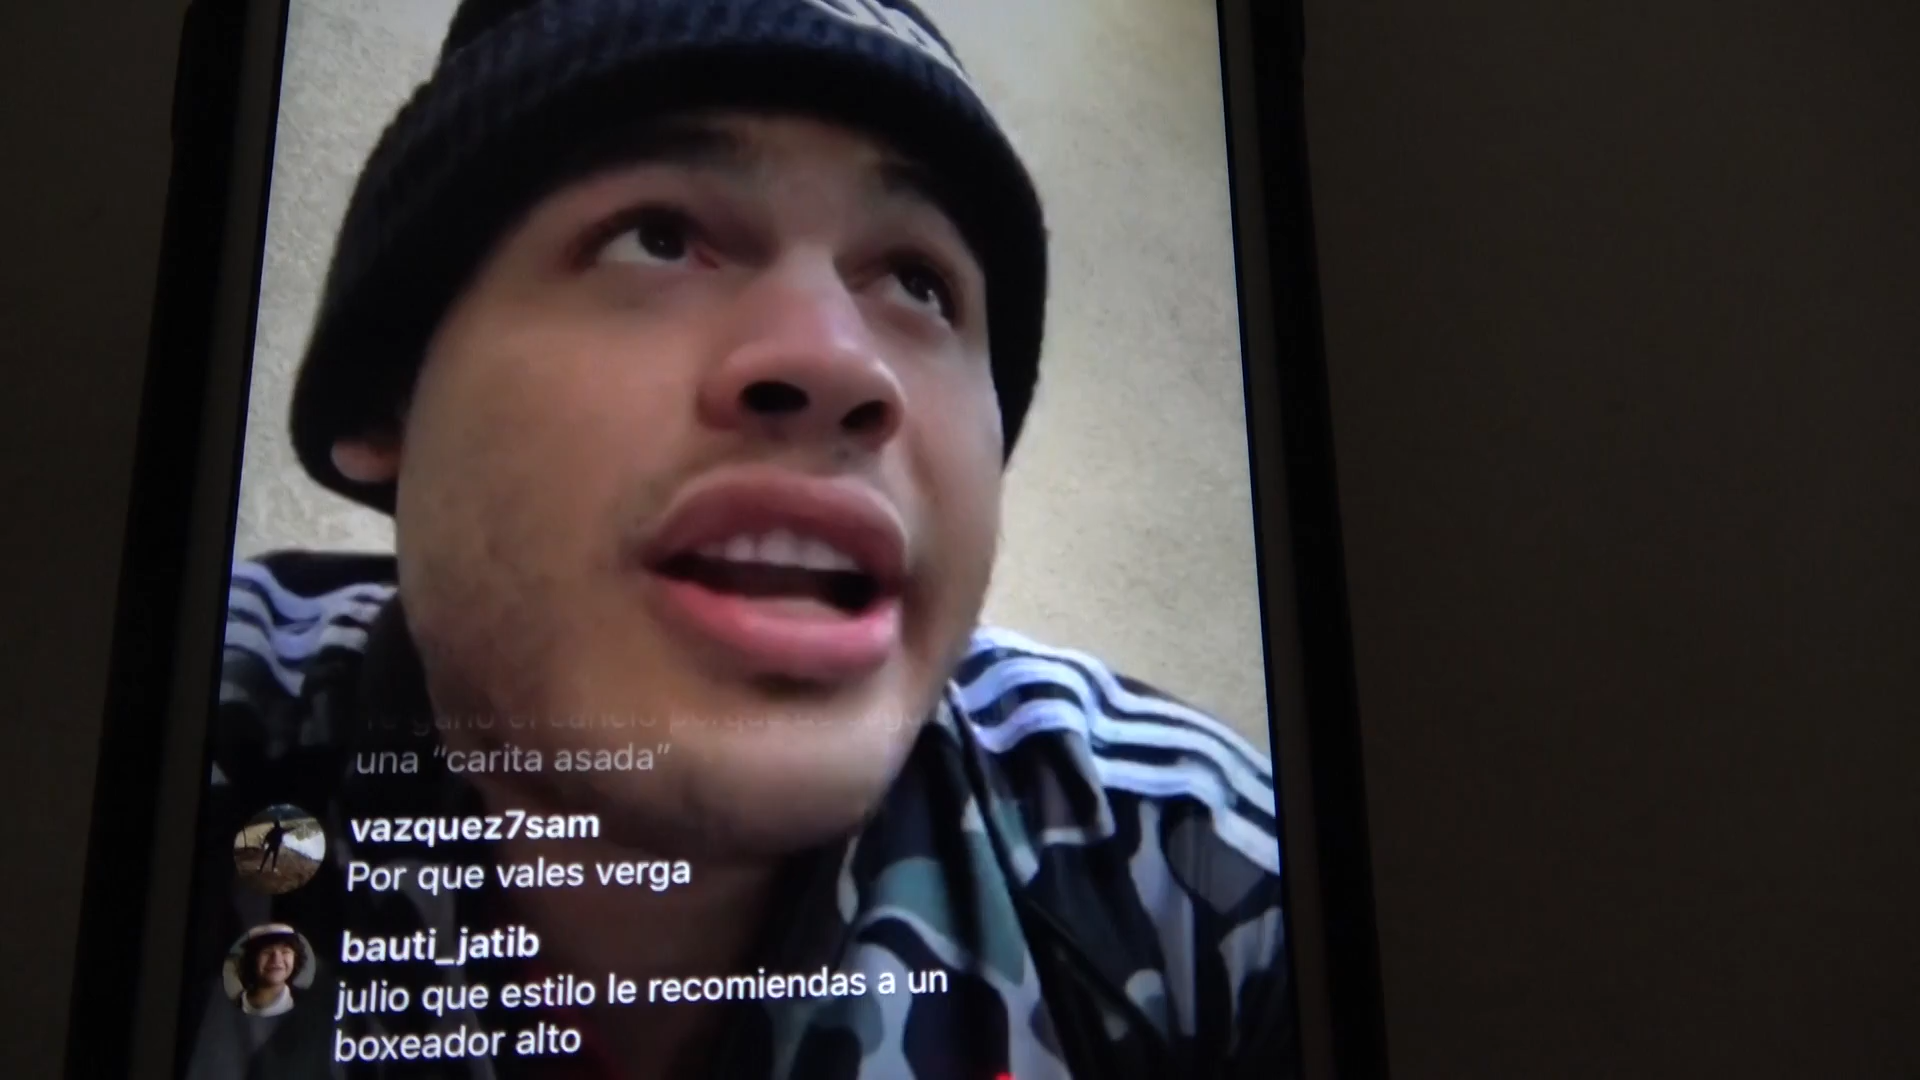 una “carita asada”
vazquez7sam
Por que vales verga
bauti_jatib
julio que estilo le recomiendas a un
boxeador alto